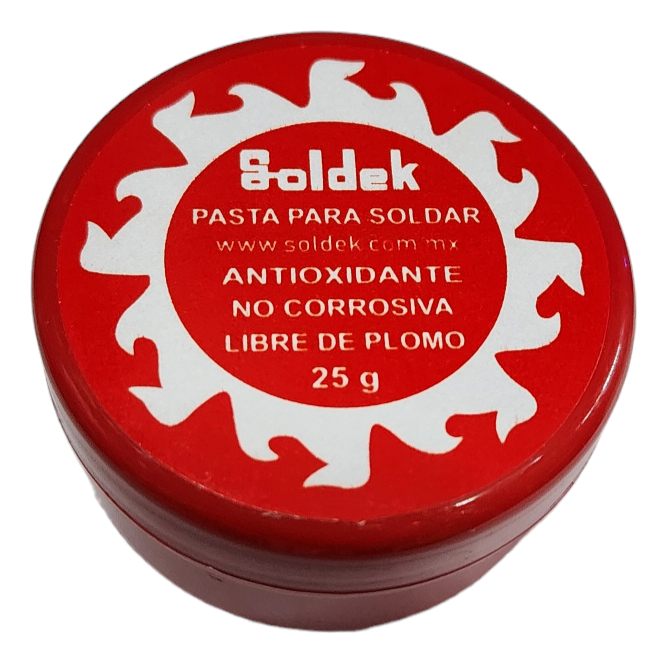 Soldek
PASTA PARA SOLDAR
www.soldek.com.mx
ANTIOXIDANTE
NO CORROSIVA
LIBRE DE PLOMO
25 g